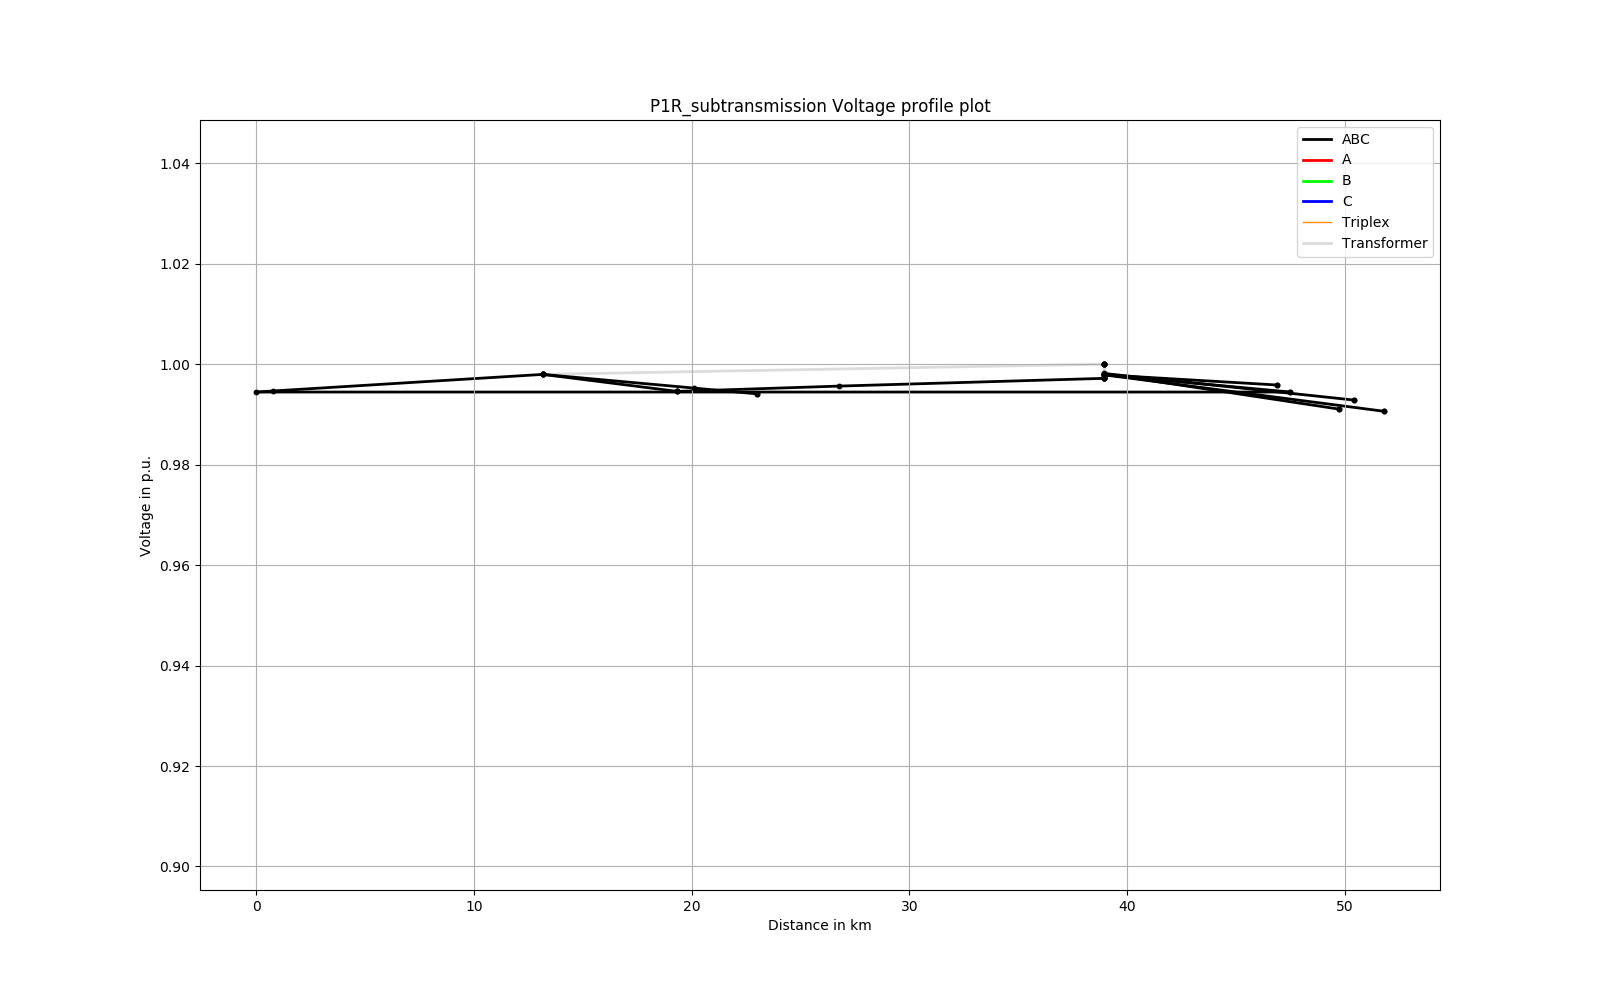 P1R_subtransmission Voltage profile plot
ABC
A
B
C
Triplex
Transformer
1.04
1.02
1.00
0.98
0.96
0.94
0.92
0.90
Voltage in p.u.
0
10
20
30
40
50
Distance in km